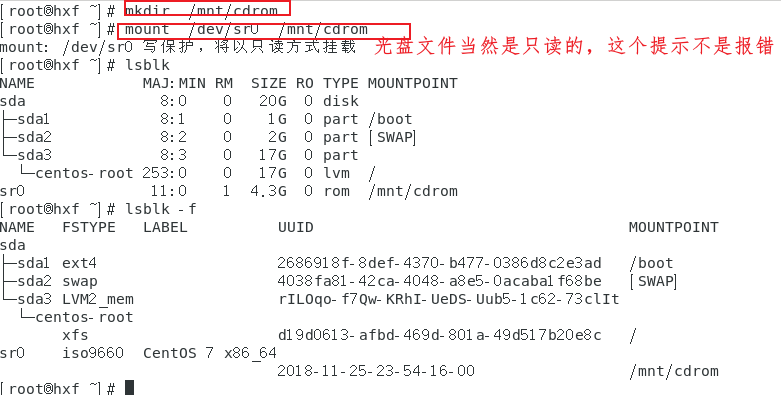 [root@hxf ~]# mkdir /mnt/cdrom
[root@hxf ~]# mount /dev/sr0 /mnt/cdrom
mount: /dev/sr0 写保护，将以只读方式挂载 光盘文件当然是只读的，这个提示不是报错
[root@hxf ~]# lsblk
NAME MAJ:MIN RM SIZE RO TYPE MOUNTPOINT
sda 8:0 0 20G 0 disk
├─sda1 8:1 0 1G 0 part /boot
├─sda2 8:2 0 2G 0 part [SWAP]
└─sda3 8:3 0 17G 0 part
└─centos-root 253:0 0 17G 0 lvm /
sr0 11:0 1 4.3G 0 rom /mnt/cdrom
[root@hxf ~]# lsblk -f
NAME FSTYPE LABEL UUID MOUNTPOINT
sda
├─sda1 ext4 2686918f-8def-4370-b477-0386d8c2e3ad /boot
├─sda2 swap 4038fa81-42ca-4048-a8e5-0acaba1f68be [SWAP]
└─sda3 LVM2_mem rILOqo-f7Qw-KRhI-UeDS-Uub5-1c62-73clIt
└─centos-root
xfs d19d0613-afbd-469d-801a-49d517b20e8c /
sr0 iso9660 CentOS 7 x86_64
2018-11-25-23-54-16-00 /mnt/cdrom
[root@hxf ~]#